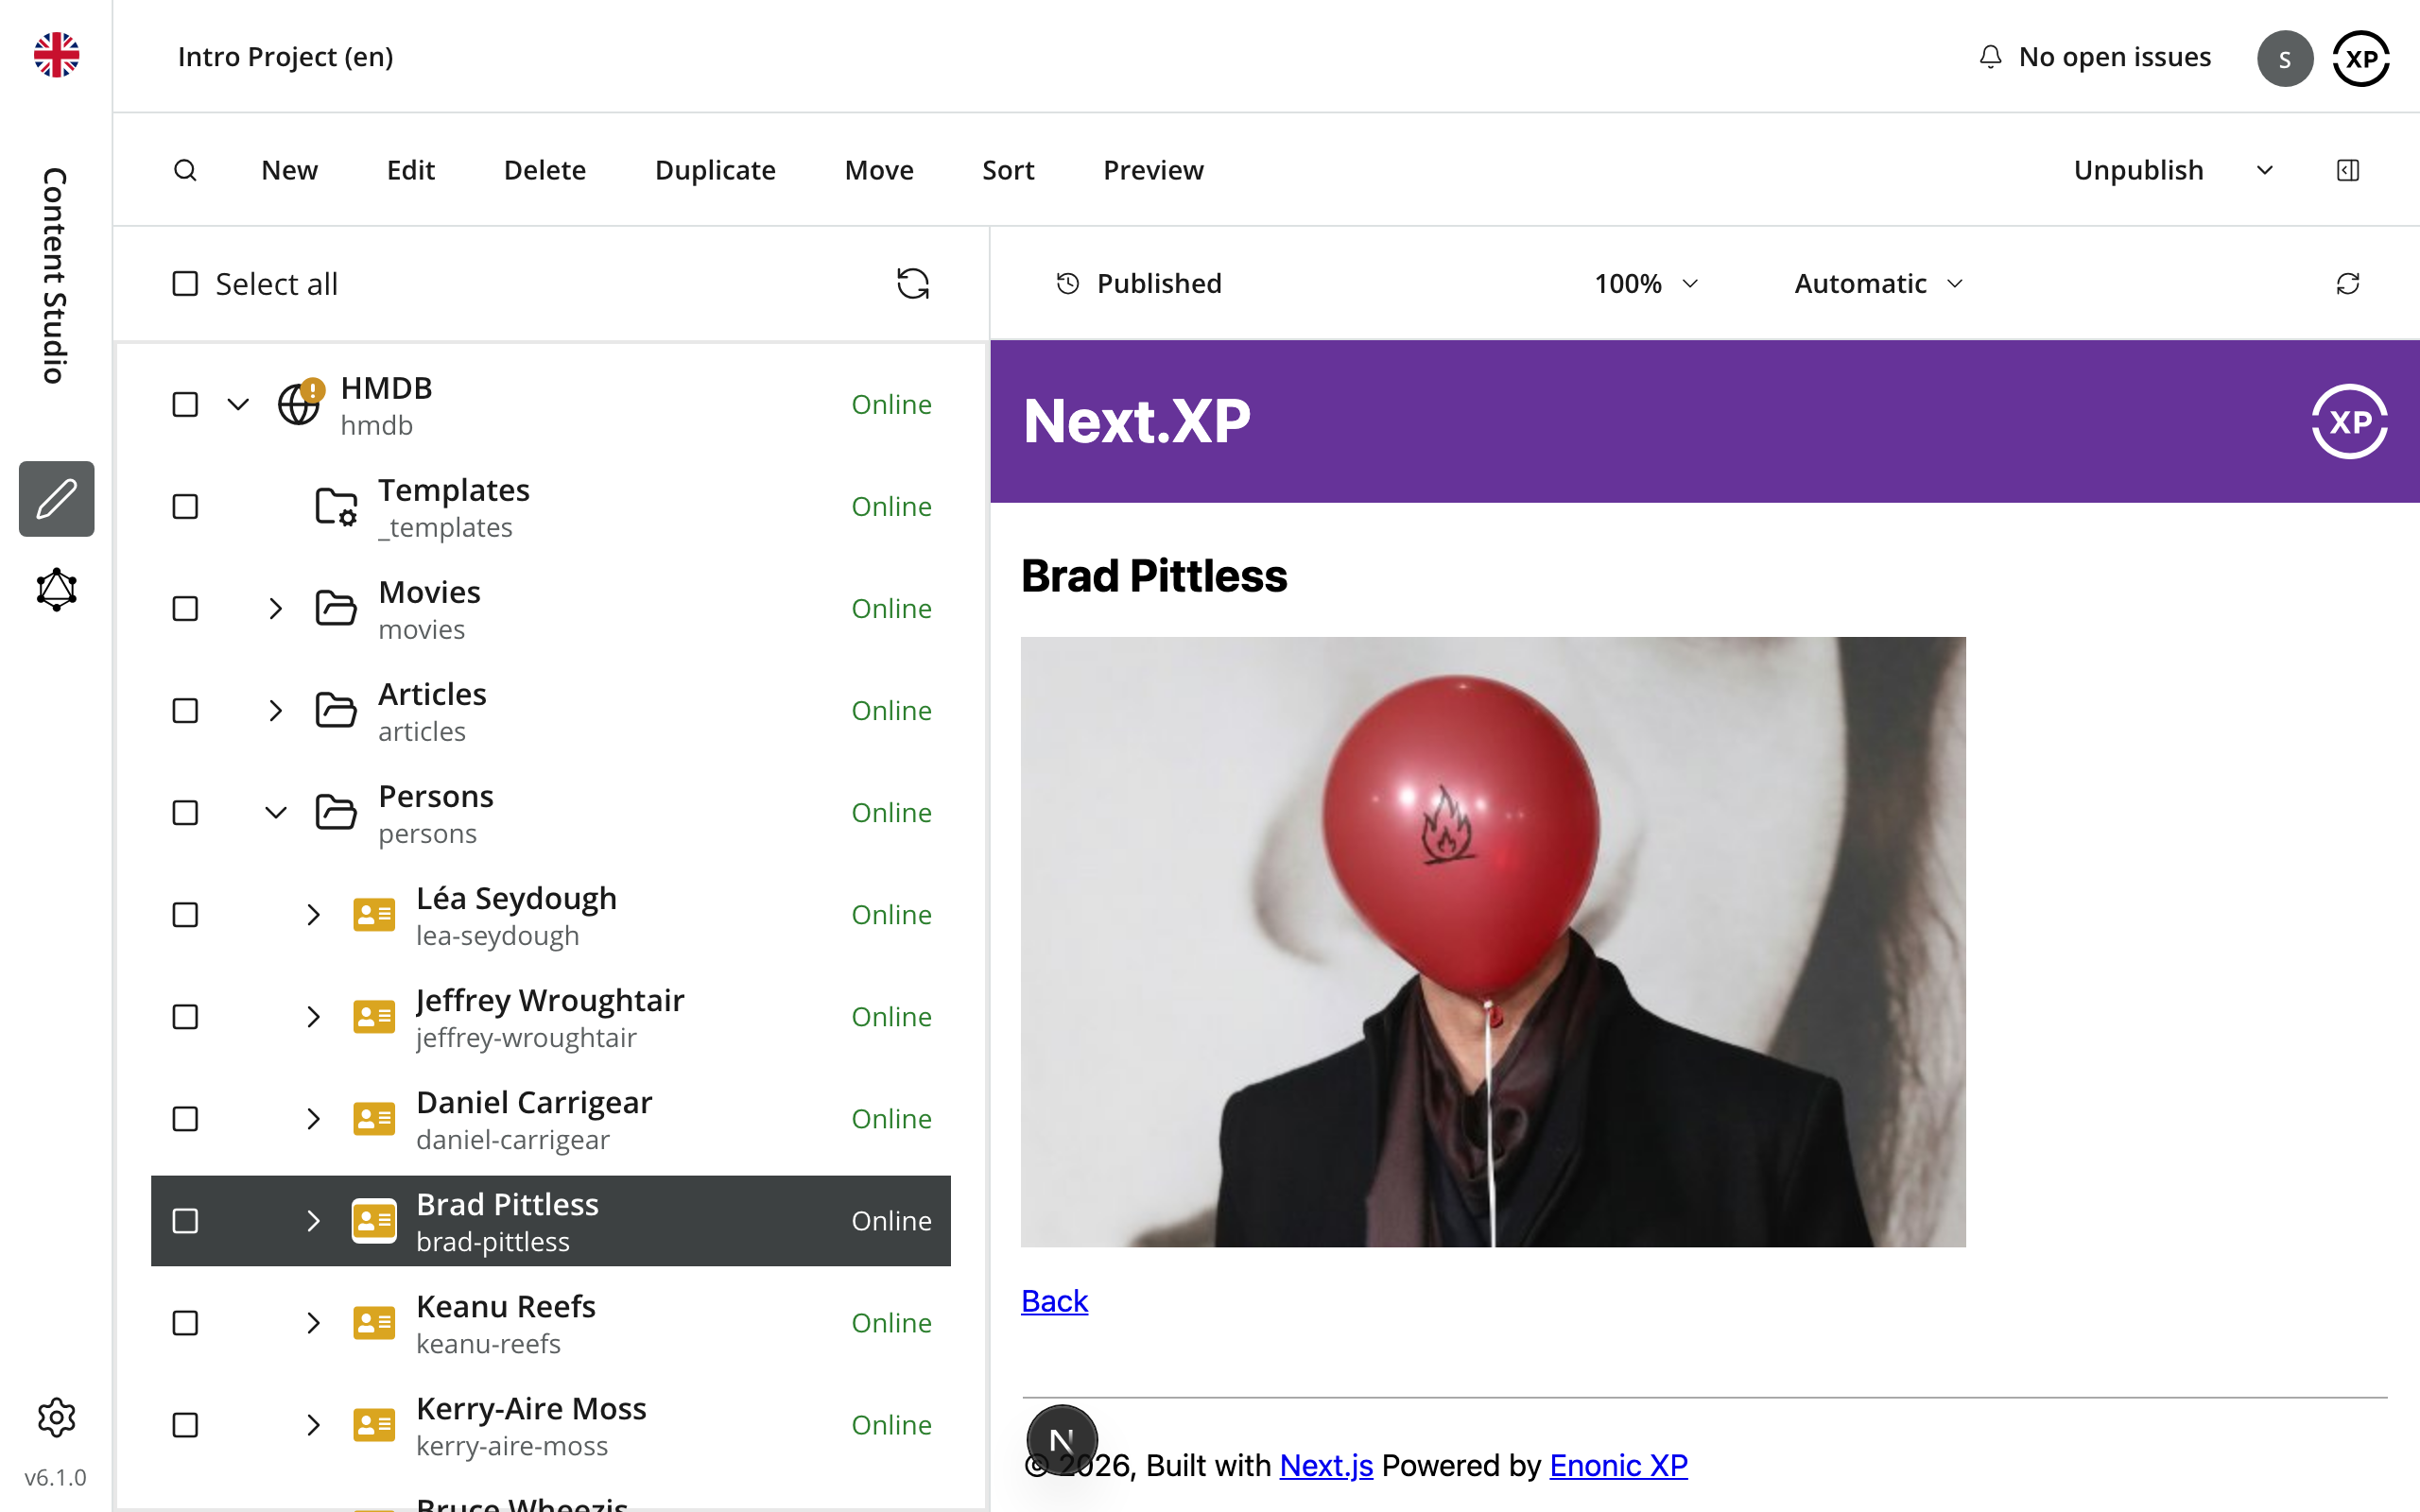 Intro Project (en)
No open issues
S
XP
Content Studio
New
Edit
Delete
Duplicate
Move
Sort
Preview
Unpublish
Select all
Published
100%
Automatic
HMDB
hmdb
Online
Templates
_templates
Online
Movies
movies
Online
Articles
articles
Online
Persons
persons
Online
Léa Seydough
lea-seydough
Online
Jeffrey Wroughtair
jeffrey-wroughtair
Online
Daniel Carrigear
daniel-carrigear
Online
Brad Pittless
brad-pittless
Online
Keanu Reefs
keanu-reefs
Online
Kerry-Aire Moss
kerry-aire-moss
Online
Bruce Wheezis
v6.1.0
Next.XP
XP
Brad Pittless
Back
N
© 2026, Built with Next.js Powered by Enonic XP